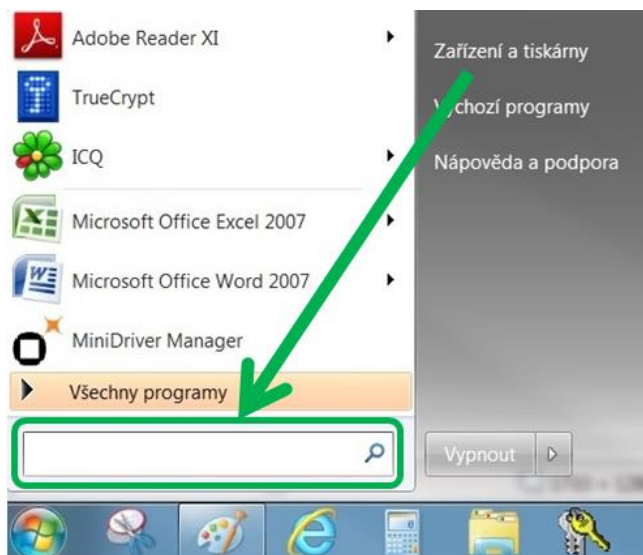 Adobe Reader XI
TrueCrypt
ICQ
Microsoft Office Excel 2007
Microsoft Office Word 2007
MiniDriver Manager
Všechny programy
Zařízení a tiskárny
Výchozí programy
Nápověda a podpora
Vypnout